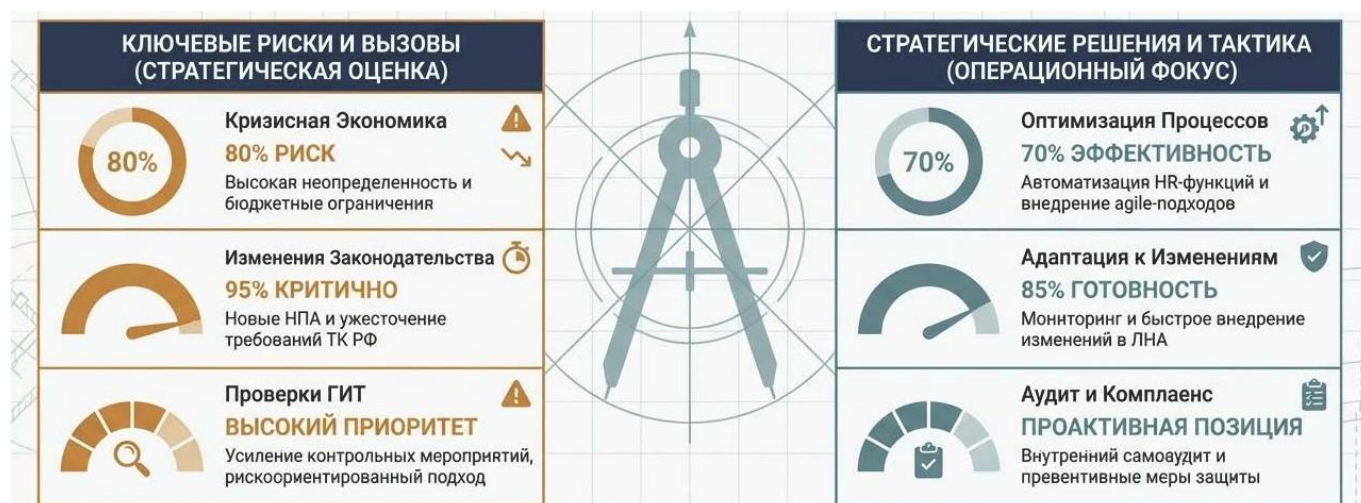 КЛЮЧЕВЫЕ РИСКИ И ВЫЗОВЫ
(СТРАТЕГИЧЕСКАЯ ОЦЕНКА)
80%
Кризисная Экономика
80% РИСК
Высокая неопределенность и
бюджетные ограничения
Изменения Законодательства
95% КРИТИЧНО
Новые НПА и ужесточение
требований ТК РФ
Проверки ГИТ
ВЫСОКИЙ ПРИОРИТЕТ
Усиление контрольных мероприятий,
рискоориентированный подход
СТРАТЕГИЧЕСКИЕ РЕШЕНИЯ И ТАКТИКА
(ОПЕРАЦИОННЫЙ ФОКУС)
70%
Оптимизация Процессов
70% ЭФФЕКТИВНОСТЬ
Автоматизация HR-функций и
внедрение agile-подходов
Адаптация к Изменениям
85% ГОТОВНОСТЬ
Мониторинг и быстрое внедрение
изменений в ЛНА
Аудит и Комплаенс
ПРОАКТИВНАЯ ПОЗИЦИЯ
Внутренний самоаудит и
превентивные меры защиты